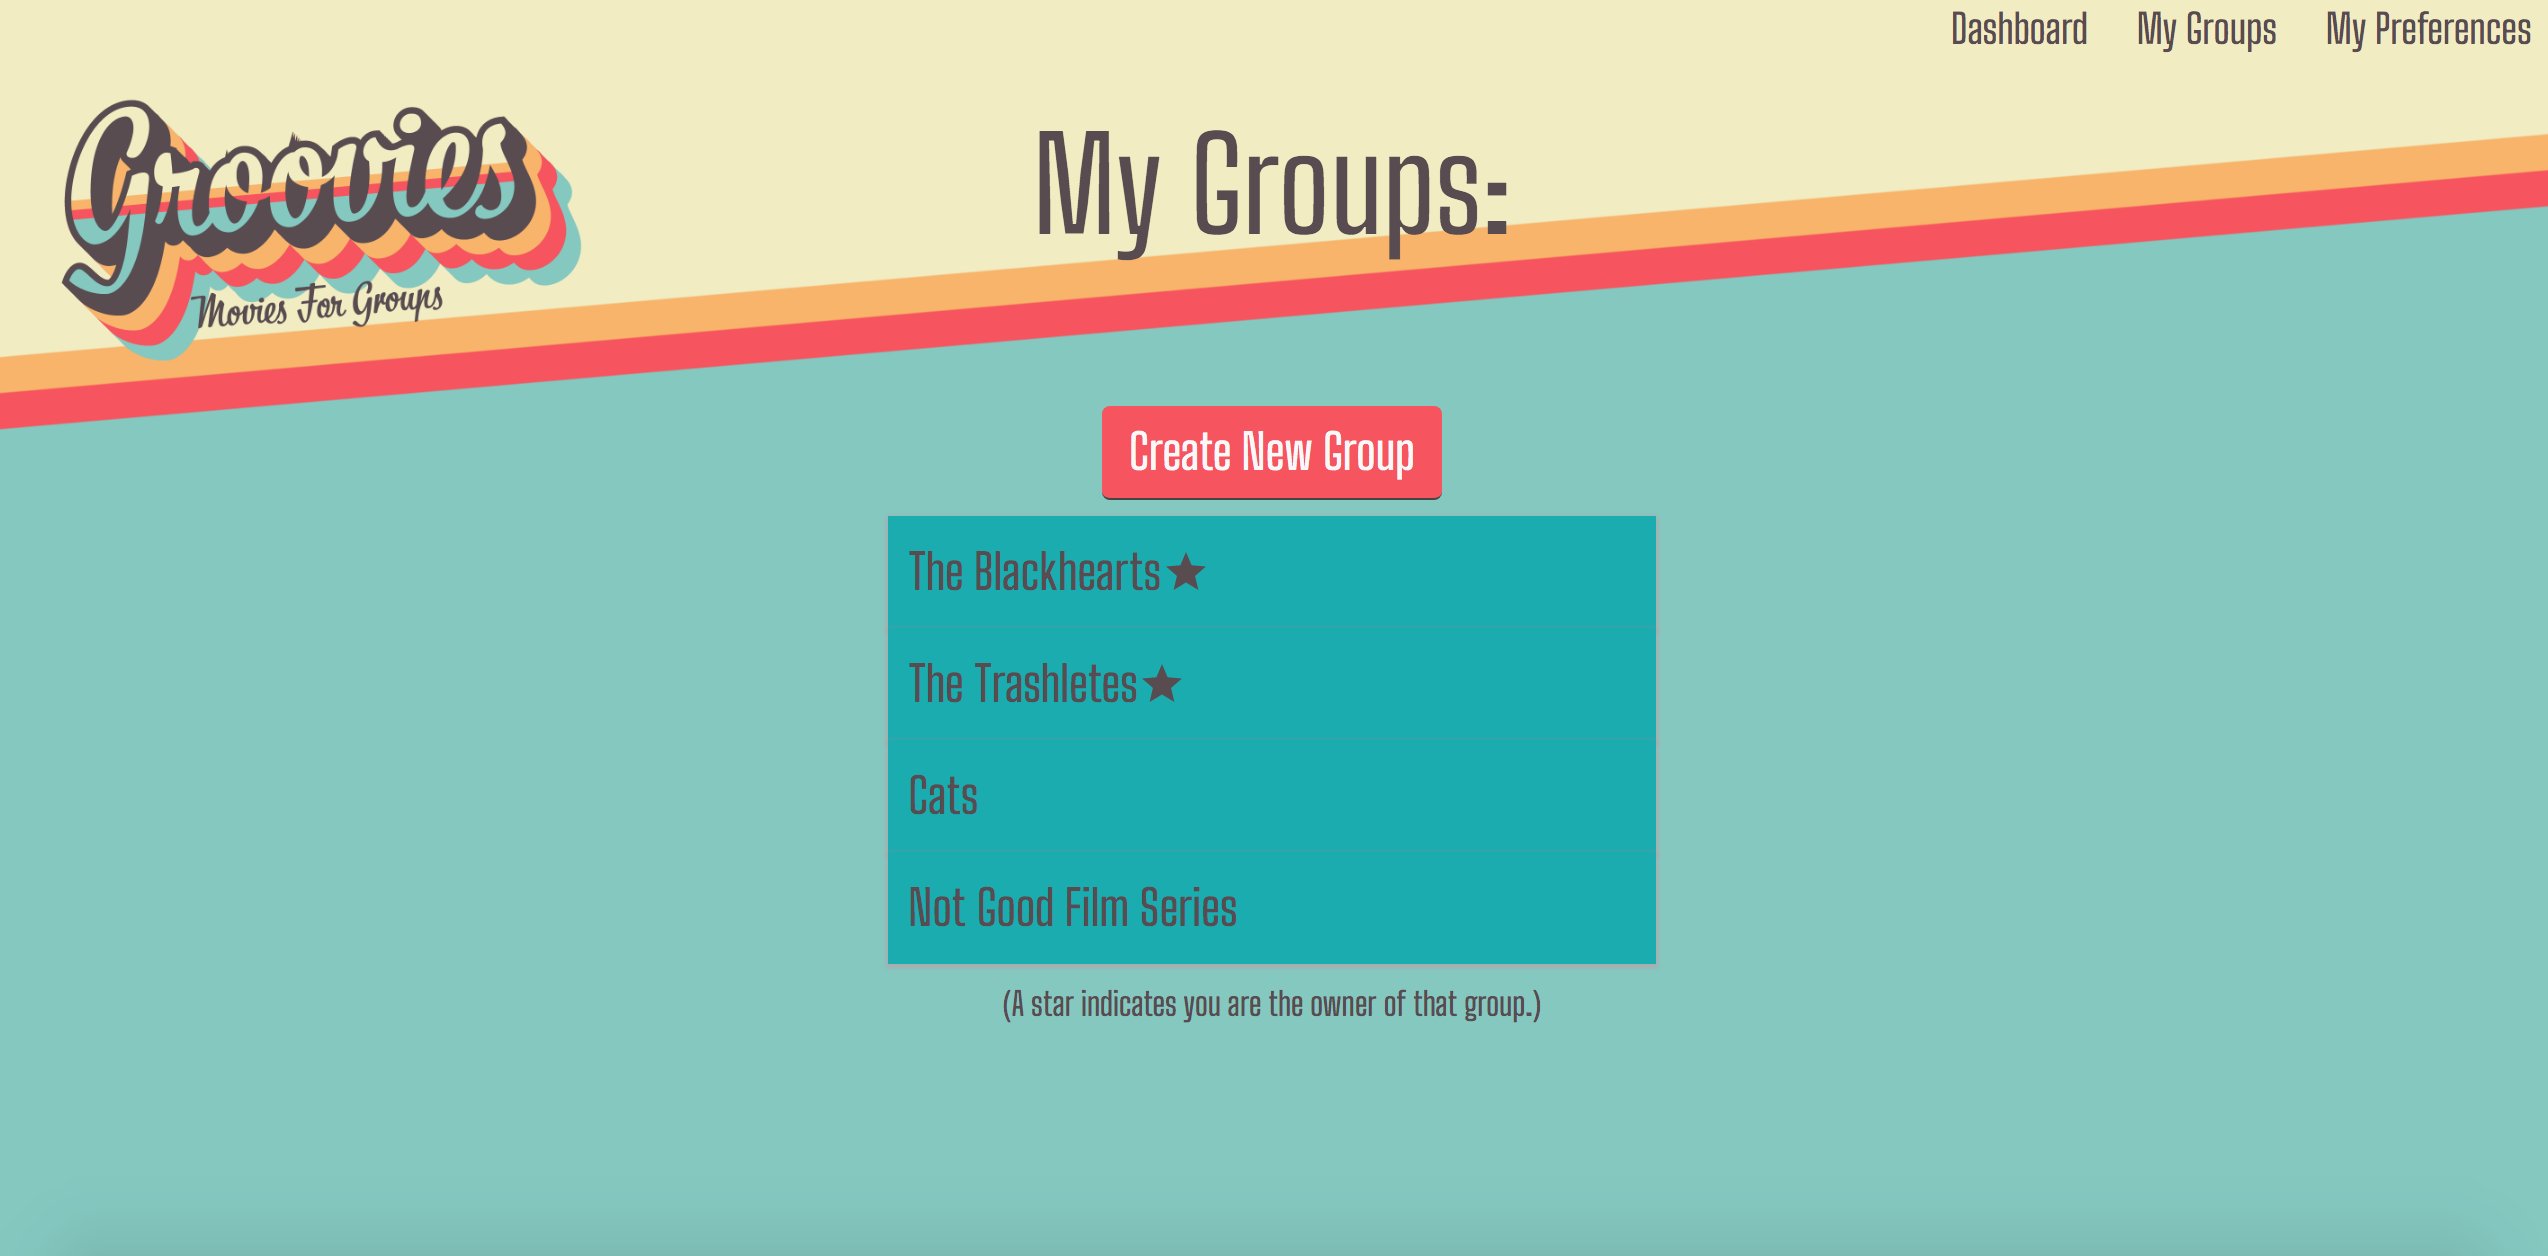 Dashboard My Groups My Preferences
Groovies
Movies For Groups
My Groups:
Create New Group
The Blackhearts★
The Trashletes★
Cats
Not Good Film Series
(A star indicates you are the owner of that group.)